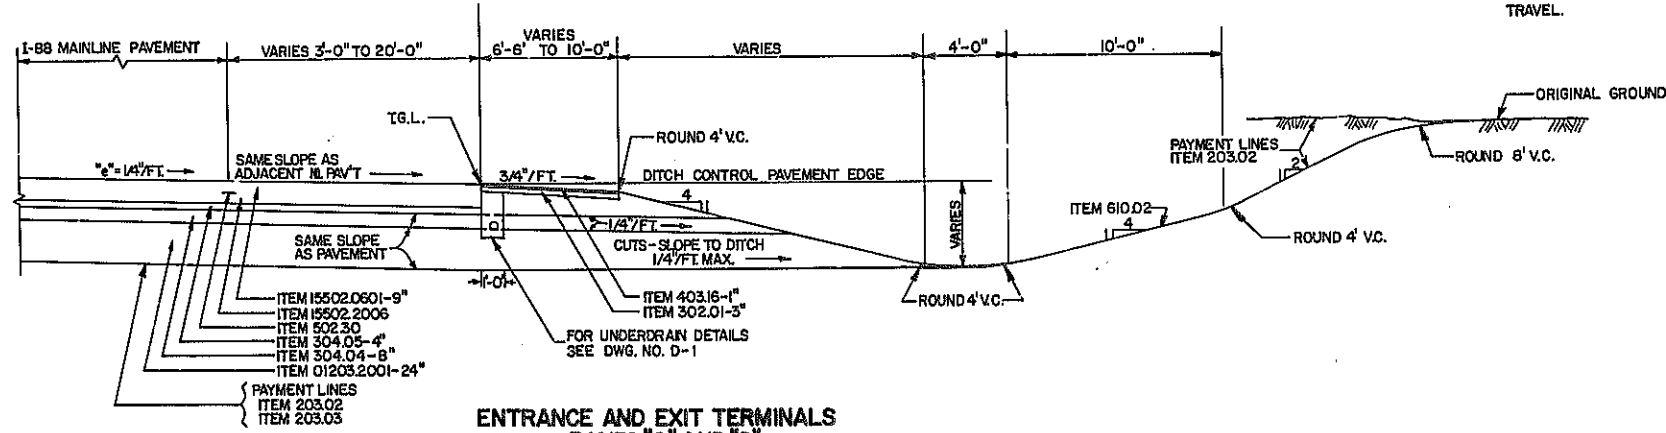 TRAVEL.
I-88 MAINLINE PAVEMENT
VARIES 3'-0" TO 20'-0"
VARIES
6'-6" TO 10'-0"
VARIES
4'-0"
10'-0"
ORIGINAL GROUND
T.G.L.
ROUND 4' V.C.
PAYMENT LINES
ITEM 203.02
2
1
ROUND 8' V.C.
"e"=1/4"/FT.
SAME SLOPE AS
ADJACENT ML PAV'T
3/4"/FT.
DITCH CONTROL PAVEMENT EDGE
4
1
VARIES
ITEM 610.02
4
1
ROUND 4' V.C.
1/4"/FT.
SAME SLOPE
AS PAVEMENT
CUTS-SLOPE TO DITCH
1/4"/FT. MAX.
1'-0"
ROUND 4' V.C.
ITEM 403.16-1"
ITEM 302.01-3"
ITEM 15502.0601-9"
ITEM 15502.2006
ITEM 502.30
ITEM 304.05-4"
ITEM 304.04-8"
ITEM 01203.2001-24"
FOR UNDERDRAIN DETAILS
SEE DWG. NO. D-1
PAYMENT LINES
ITEM 203.02
ITEM 203.03
ENTRANCE AND EXIT TERMINALS